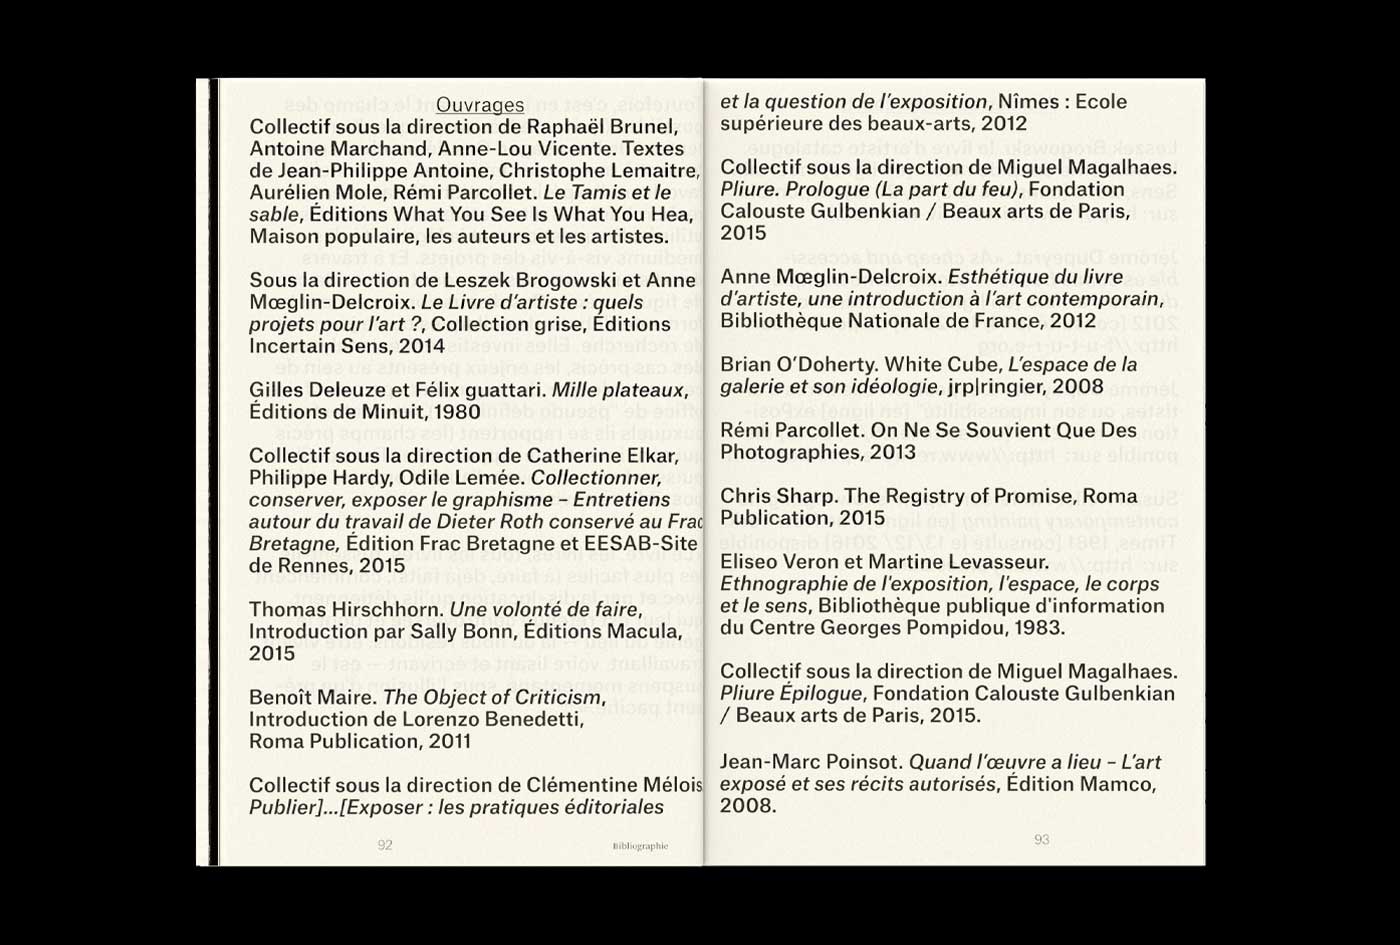 Ouvrages
Collectif sous la direction de Raphaël Brunel,
Antoine Marchand, Anne-Lou Vicente. Textes
de Jean-Philippe Antoine, Christophe Lemaitre,
Aurélien Mole, Rémi Parcollet. Le Tamis et le
sable, Éditions What You See Is What You Hea,
Maison populaire, les auteurs et les artistes.
Sous la direction de Leszek Brogowski et Anne
Mœglin-Delcroix. Le Livre d’artiste : quels
projets pour l’art ?, Collection grise, Éditions
Incertain Sens, 2014
Gilles Deleuze et Félix guattari. Mille plateaux,
Éditions de Minuit, 1980
Collectif sous la direction de Catherine Elkar,
Philippe Hardy, Odile Lemée. Collectionner,
conserver, exposer le graphisme – Entretiens
autour du travail de Dieter Roth conservé au Frac
Bretagne, Édition Frac Bretagne et EESAB-Site
de Rennes, 2015
Thomas Hirschhorn. Une volonté de faire,
Introduction par Sally Bonn, Éditions Macula,
2015
Benoît Maire. The Object of Criticism,
Introduction de Lorenzo Benedetti,
Roma Publication, 2011
Collectif sous la direction de Clémentine Mélois
Publier]...[Exposer : les pratiques éditoriales
92
Bibliographie
et la question de l’exposition, Nîmes : Ecole
supérieure des beaux-arts, 2012
Collectif sous la direction de Miguel Magalhaes.
Pliure. Prologue (La part du feu), Fondation
Calouste Gulbenkian / Beaux arts de Paris,
2015
Anne Mœglin-Delcroix. Esthétique du livre
d’artiste, une introduction à l’art contemporain,
Bibliothèque Nationale de France, 2012
Brian O’Doherty. White Cube, L’espace de la
galerie et son idéologie, jrp|ringier, 2008
Rémi Parcollet. On Ne Se Souvient Que Des
Photographies, 2013
Chris Sharp. The Registry of Promise, Roma
Publication, 2015
Eliseo Veron et Martine Levasseur.
Ethnographie de l'exposition, l'espace, le corps
et le sens, Bibliothèque publique d'information
du Centre Georges Pompidou, 1983.
Collectif sous la direction de Miguel Magalhaes.
Pliure Épilogue, Fondation Calouste Gulbenkian
/ Beaux arts de Paris, 2015.
Jean-Marc Poinsot. Quand l’œuvre a lieu – L’art
exposé et ses récits autorisés, Édition Mamco,
2008.
93